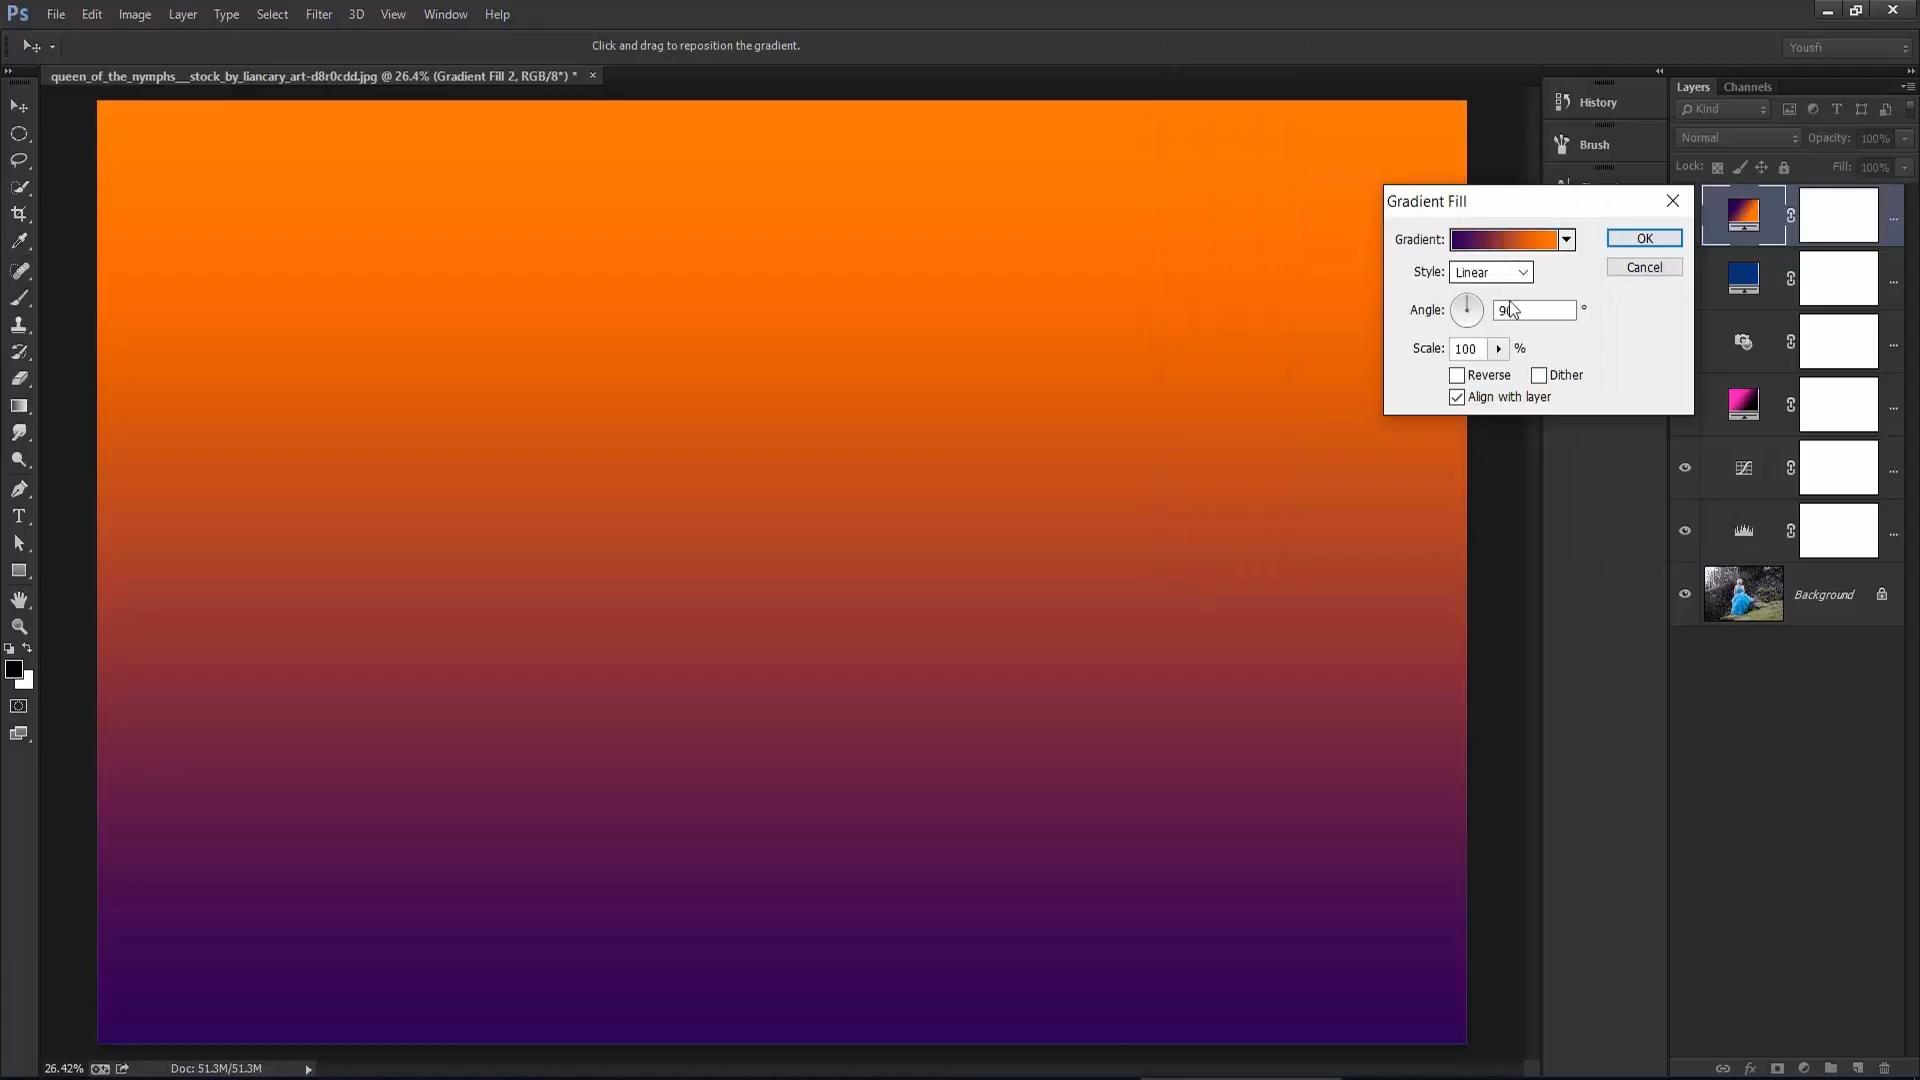 Ps File Edit Image Layer Type Select Filter 3D View Window Help
Click and drag to reposition the gradient.
Yousfi
queen_of_the_nymphs__stock_by_liancary_art-d8r0cdd.jpg @ 26.4% (Gradient Fill 2, RGB/8*) *
Layers Channels
History
Kind
Brush
Normal Opacity: 100%
Lock: Fill: 100%
Gradient Fill
Gradient: OK
Style: Linear Cancel
Angle: °
Scale: 100 %
Reverse Dither
Align with layer
Background
26.42% Doc: 51.3M/51.3M